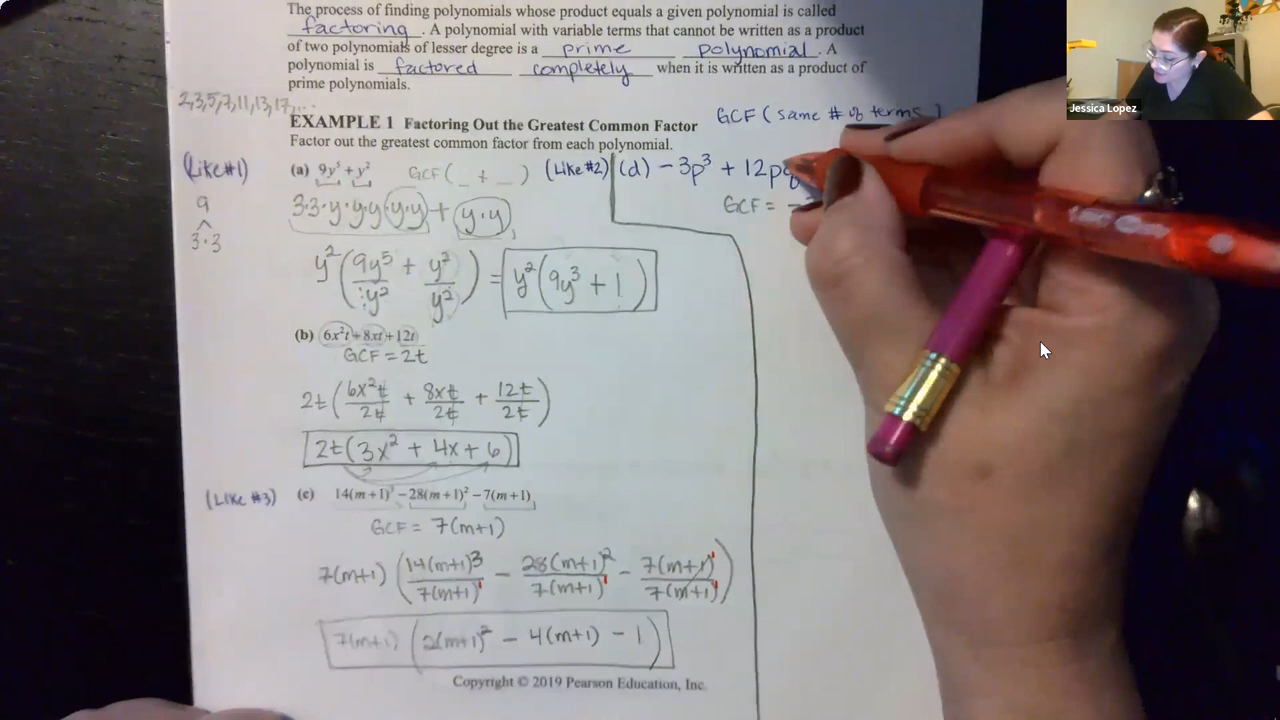 The process of finding polynomials whose product equals a given polynomial is called
factoring. A polynomial with variable terms that cannot be written as a product
of two polynomials of lesser degree is a prime polynomial. A
polynomial is factored completely when it is written as a product of
prime polynomials.
2,3,5,7,11,13,17,...
EXAMPLE 1 Factoring Out the Greatest Common Factor
Factor out the greatest common factor from each polynomial.
(Like #1) (a) 9y⁵ + y² GCF( _ + _ )
9
3·3
3·3·y·y·y·y·y + y·y
y²(9y⁵/y² + y²/y²) = y²(9y³ + 1)
(b) 6x²t + 8xt + 12t
GCF = 2t
2t(6x²t/2t + 8xt/2t + 12t/2t)
2t(3x² + 4x + 6)
(Like #3) (c) 14(m+1)³ − 28(m+1)² − 7(m+1)
GCF = 7(m+1)
7(m+1)(14(m+1)³/7(m+1)¹ − 28(m+1)²/7(m+1)¹ − 7(m+1)¹/7(m+1)¹)
7(m+1)(2(m+1)² − 4(m+1) − 1)
Copyright © 2019 Pearson Education, Inc.
GCF (same # of terms)
(Like #2) (d) −3p³ + 12p
GCF = −
Jessica Lopez